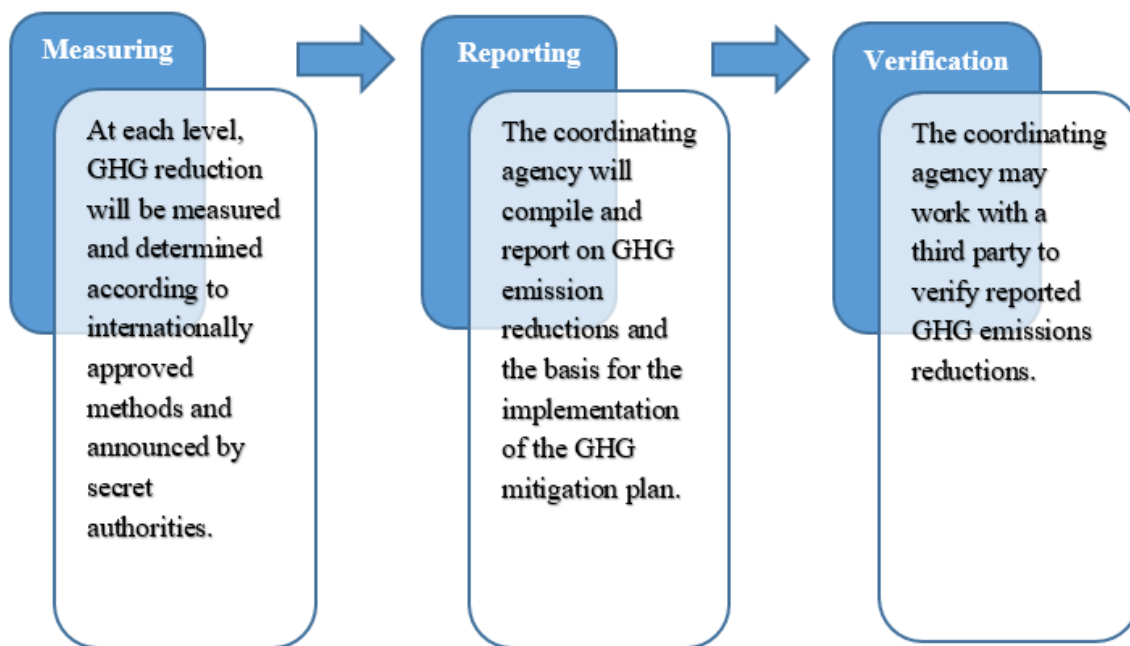 Measuring
At each level,
GHG reduction
will be measured
and determined
according to
internationally
approved
methods and
announced by
secret
authorities.
Reporting
The coordinating
agency will
compile and
report on GHG
emission
reductions and
the basis for the
implementation
of the GHG
mitigation plan.
Verification
The coordinating
agency may
work with a
third party to
verify reported
GHG emissions
reductions.